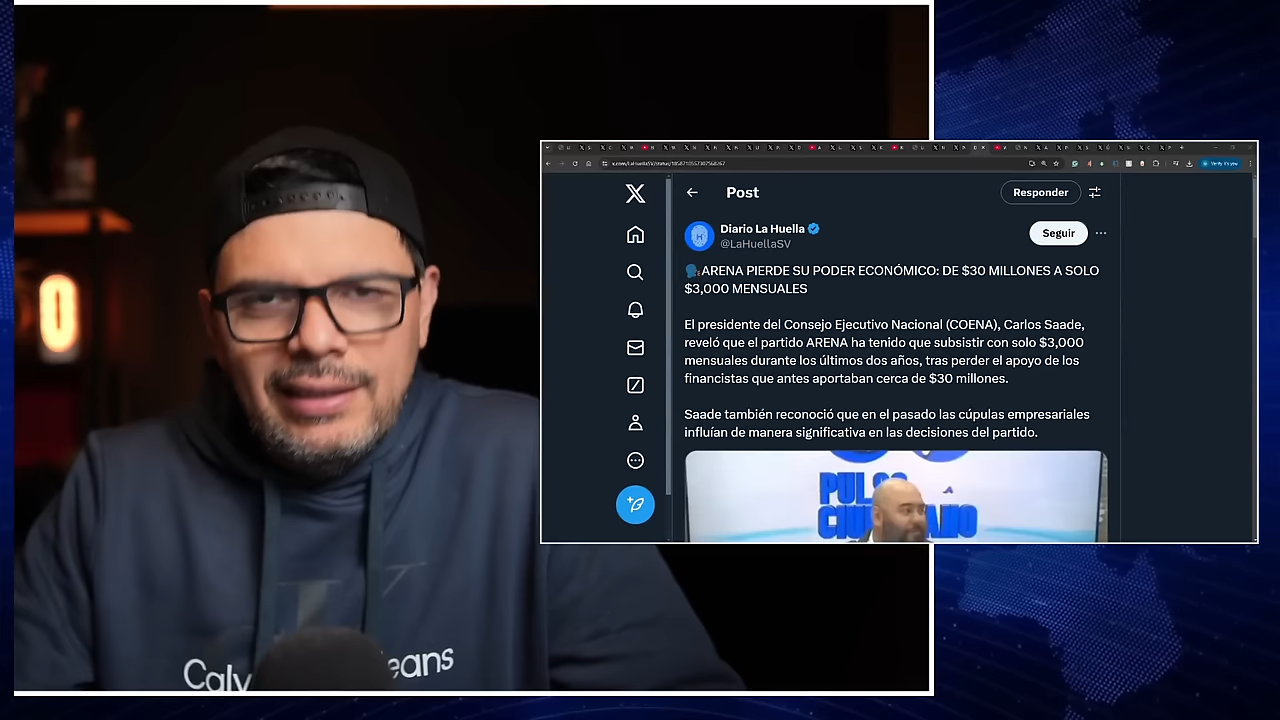 Post
Responder
Diario La Huella
@LaHuellaSV
Seguir
ARENA PIERDE SU PODER ECONÓMICO: DE $30 MILLONES A SOLO
$3,000 MENSUALES
El presidente del Consejo Ejecutivo Nacional (COENA), Carlos Saade,
reveló que el partido ARENA ha tenido que subsistir con solo $3,000
mensuales durante los últimos dos años, tras perder el apoyo de los
financistas que antes aportaban cerca de $30 millones.
Saade también reconoció que en el pasado las cúpulas empresariales
influían de manera significativa en las decisiones del partido.